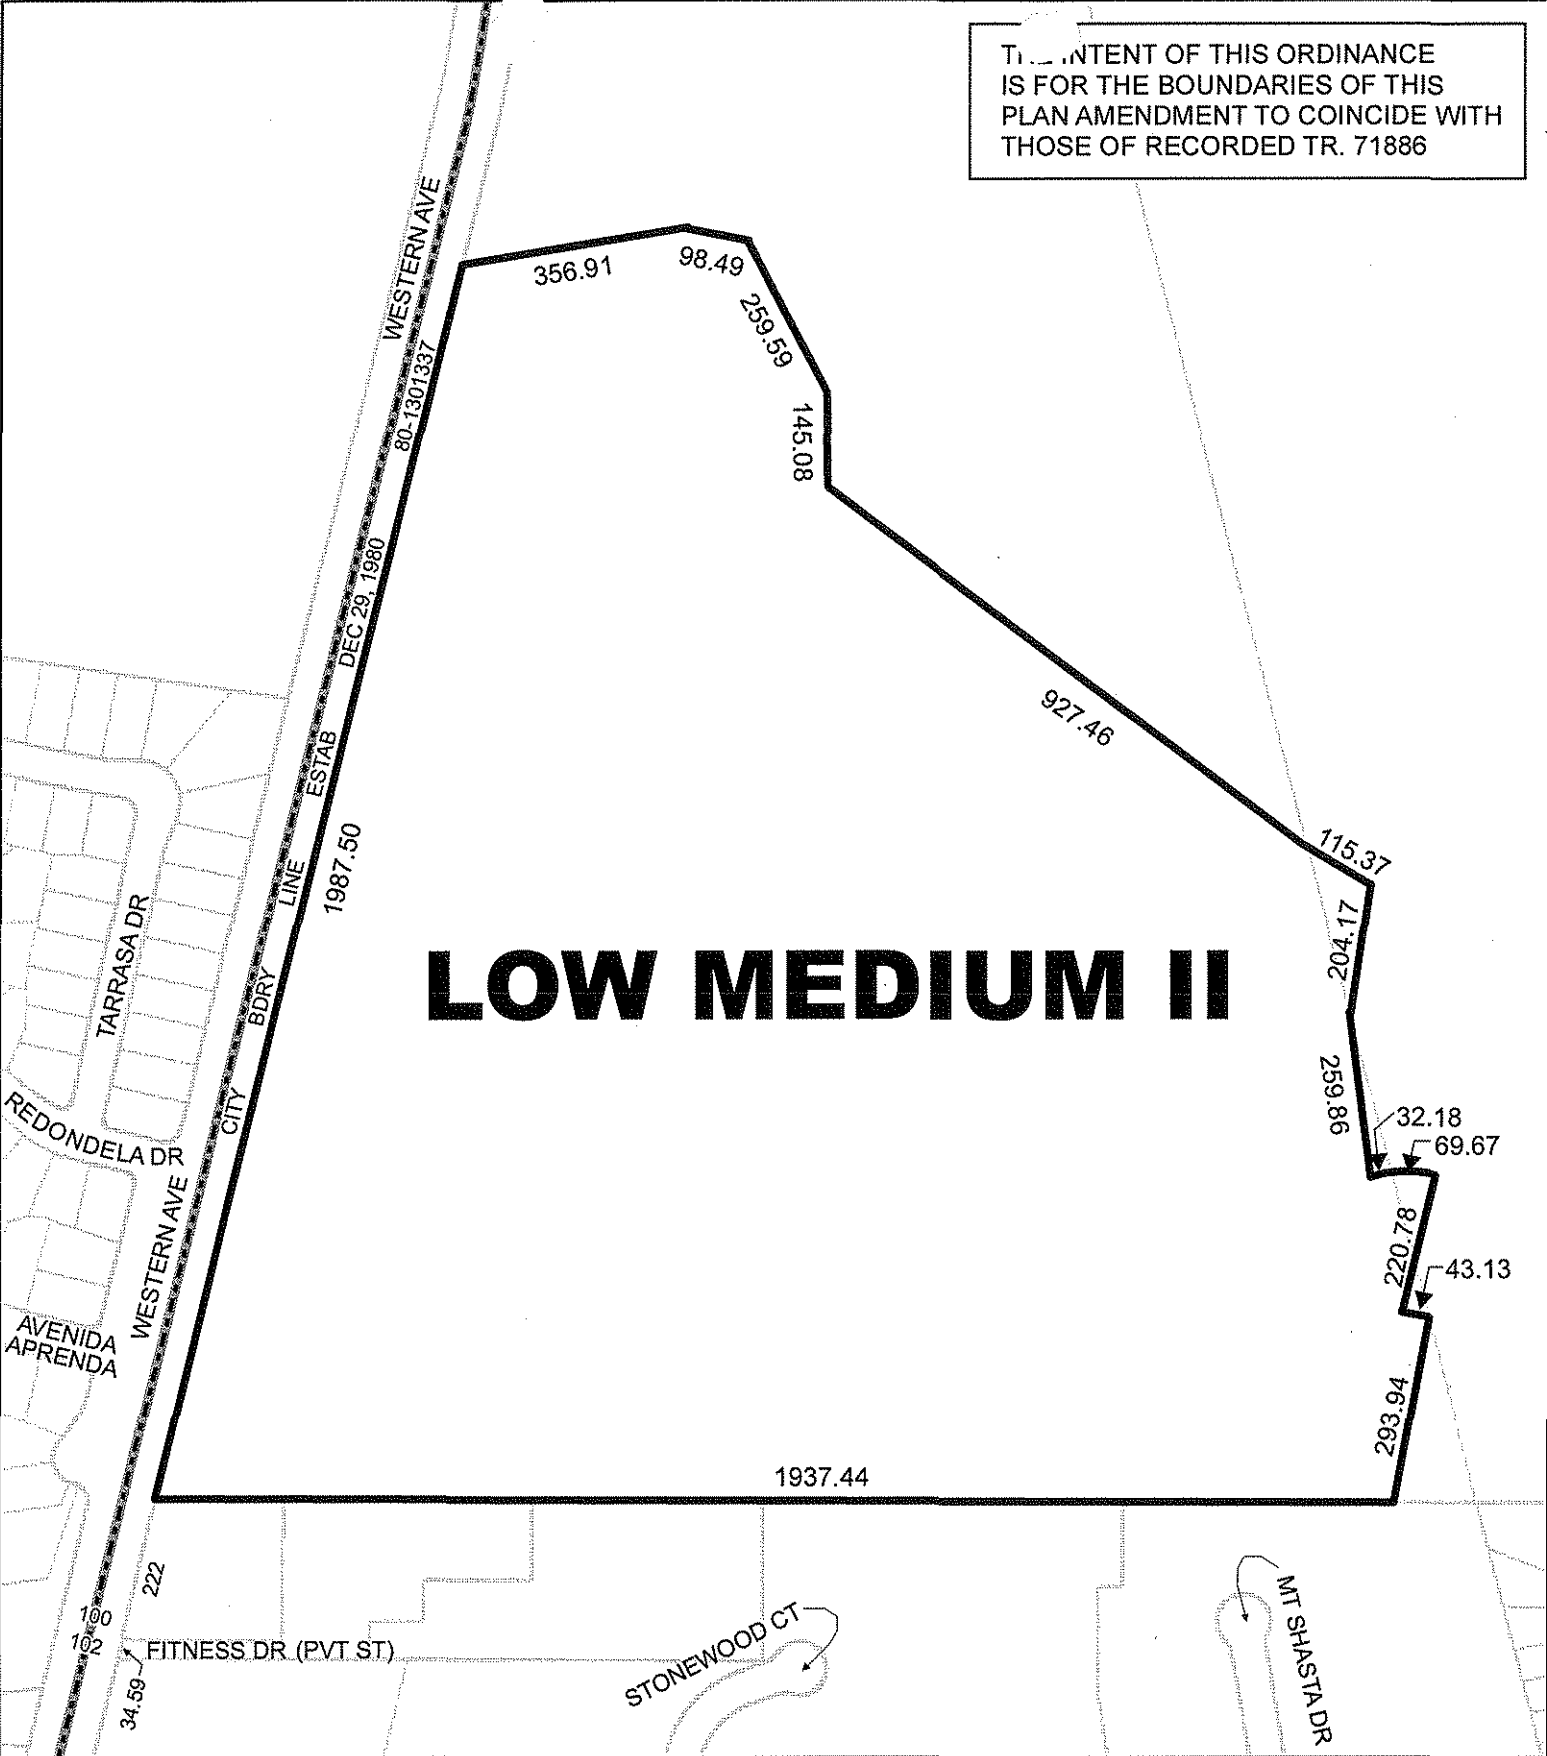 INTENT OF THIS ORDINANCE
IS FOR THE BOUNDARIES OF THIS
PLAN AMENDMENT TO COINCIDE WITH
THOSE OF RECORDED TR. 71886
WESTERN AVE
356.91
98.49
259.59
145.08
80-1301337
DEC 29, 1980
ESTAB
LINE
BDRY
CITY
1987.50
927.46
115.37
204.17
LOW MEDIUM II
259.86
32.18
69.67
220.78
43.13
293.94
1937.44
TARRASA DR
REDONDELA DR
WESTERN AVE
AVENIDA
APRENDA
222
100
102
FITNESS DR (PVT ST)
34.59
STONEWOOD CT
MT SHASTA DR